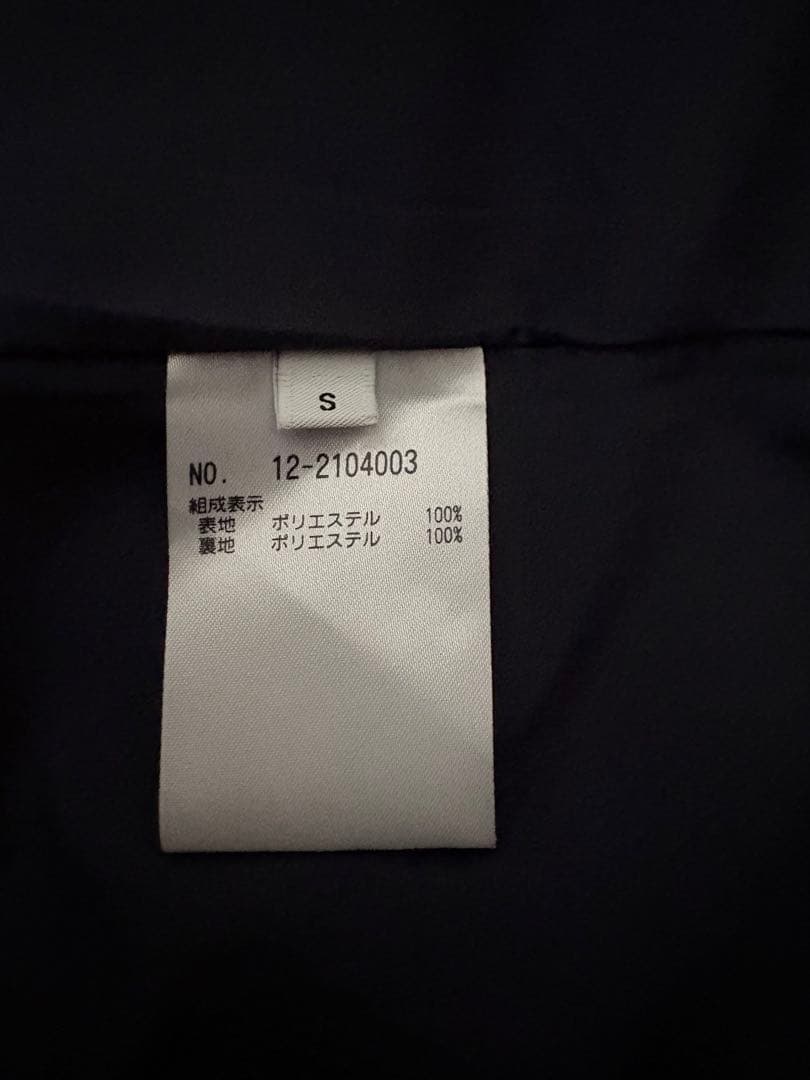 S
NO. 12-2104003
組成表示
表地 ポリエステル 100%
裏地 ポリエステル 100%